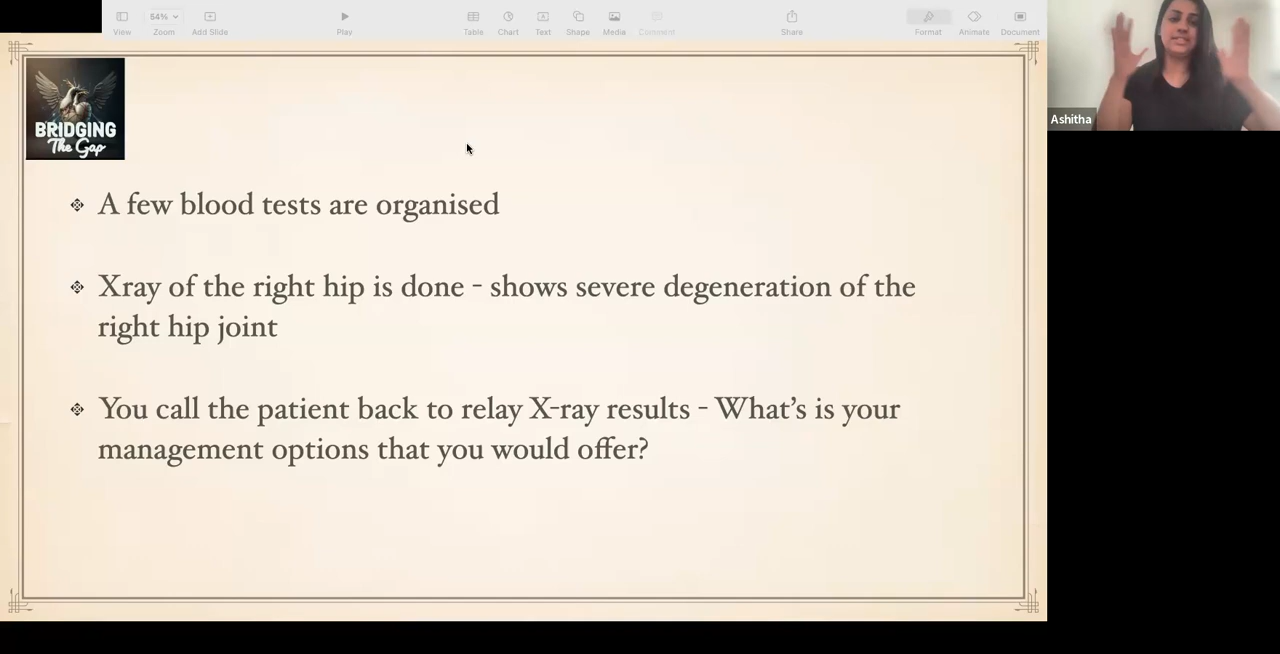 54%
View
Zoom
Add Slide
Play
Table
Chart
Text
Shape
Media
Comment
Share
Format
Animate
Document
BRIDGING
The Gap
Ashitha
A few blood tests are organised
Xray of the right hip is done - shows severe degeneration of the
right hip joint
You call the patient back to relay X-ray results - What's is your
management options that you would offer?